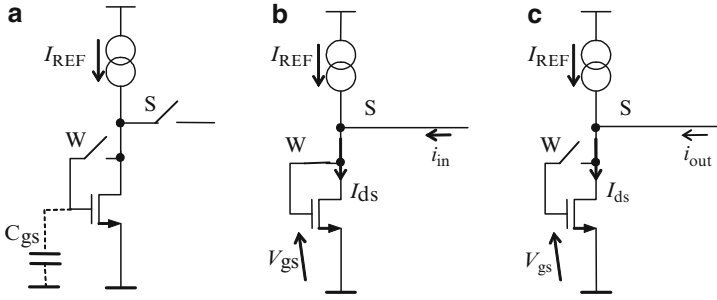 a
I_REF
S
W
C_gs
b
I_REF
S
W
i_in
I_ds
V_gs
c
I_REF
S
W
i_out
I_ds
V_gs